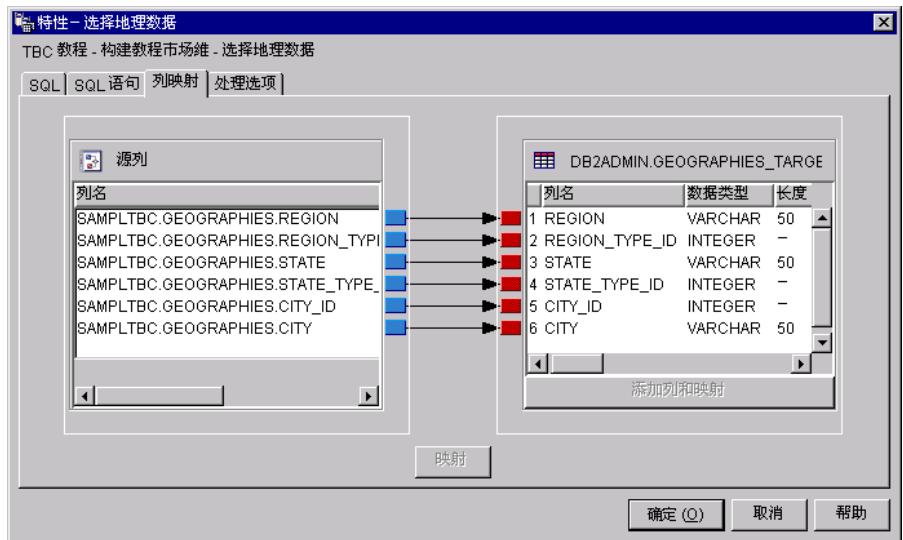 特性 – 选择地理数据
TBC 教程 - 构建教程市场维 - 选择地理数据
SQL SQL 语句 列映射 处理选项
源列
列名
SAMPLTBC.GEOGRAPHIES.REGION
SAMPLTBC.GEOGRAPHIES.REGION_TYPI
SAMPLTBC.GEOGRAPHIES.STATE
SAMPLTBC.GEOGRAPHIES.STATE_TYPE_
SAMPLTBC.GEOGRAPHIES.CITY_ID
SAMPLTBC.GEOGRAPHIES.CITY
DB2ADMIN.GEOGRAPHIES_TARGE
列名 数据类型 长度
1 REGION VARCHAR 50
2 REGION_TYPE_ID INTEGER –
3 STATE VARCHAR 50
4 STATE_TYPE_ID INTEGER –
5 CITY_ID INTEGER –
6 CITY VARCHAR 50
添加列和映射
映射
确定 (O) 取消 帮助